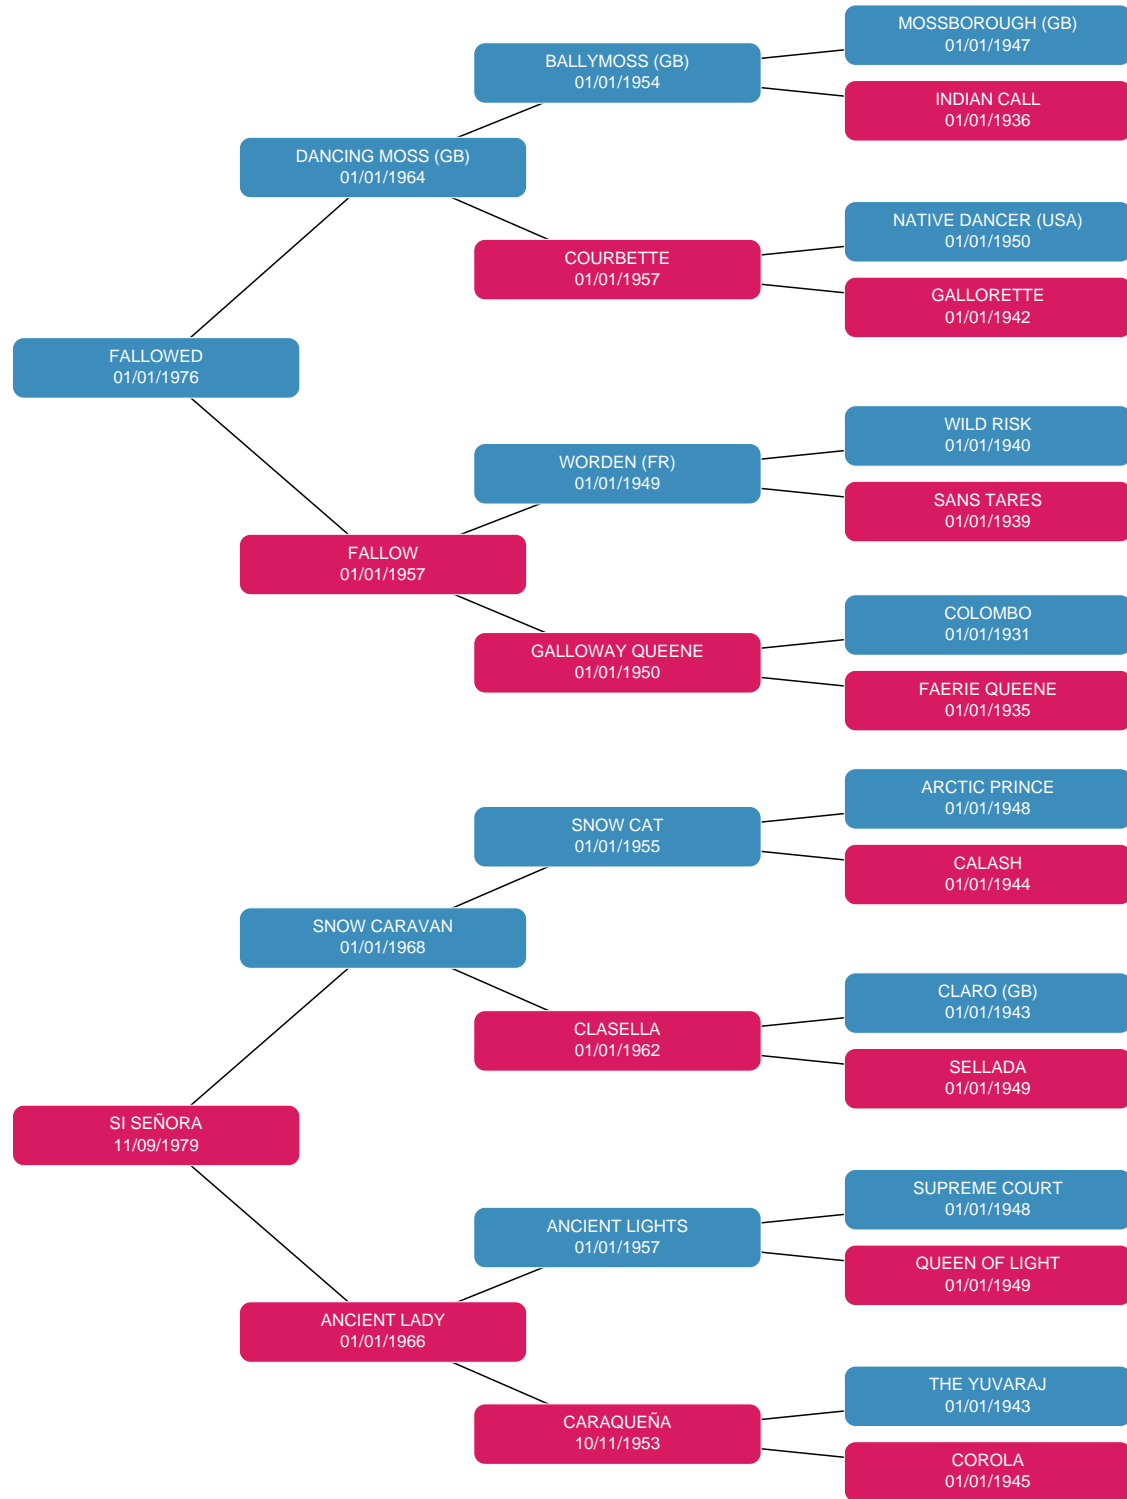 MOSSBOROUGH (GB)
01/01/1947
BALLYMOSS (GB)
01/01/1954
INDIAN CALL
01/01/1936
DANCING MOSS (GB)
01/01/1964
NATIVE DANCER (USA)
01/01/1950
COURBETTE
01/01/1957
GALLORETTE
01/01/1942
FALLOWED
01/01/1976
WILD RISK
01/01/1940
WORDEN (FR)
01/01/1949
SANS TARES
01/01/1939
FALLOW
01/01/1957
COLOMBO
01/01/1931
GALLOWAY QUEENE
01/01/1950
FAERIE QUEENE
01/01/1935
ARCTIC PRINCE
01/01/1948
SNOW CAT
01/01/1955
CALASH
01/01/1944
SNOW CARAVAN
01/01/1968
CLARO (GB)
01/01/1943
CLASELLA
01/01/1962
SELLADA
01/01/1949
SI SEÑORA
11/09/1979
SUPREME COURT
01/01/1948
ANCIENT LIGHTS
01/01/1957
QUEEN OF LIGHT
01/01/1949
ANCIENT LADY
01/01/1966
THE YUVARAJ
01/01/1943
CARAQUEÑA
10/11/1953
COROLA
01/01/1945